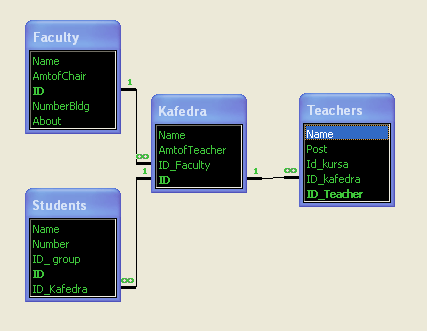 Faculty
Name
AmtofChair
ID
NumberBldg
About
1
∞
Kafedra
Name
AmtofTeacher
ID_Faculty
ID
1
1
∞
Teachers
Name
Post
Id_kursa
ID_kafedra
ID_Teacher
Students
Name
Number
ID_ group
ID
ID_Kafedra
∞